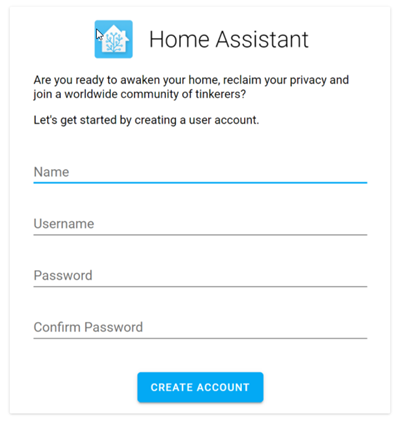 Home Assistant
Are you ready to awaken your home, reclaim your privacy and
join a worldwide community of tinkerers?
Let's get started by creating a user account.
Name
Username
Password
Confirm Password
CREATE ACCOUNT